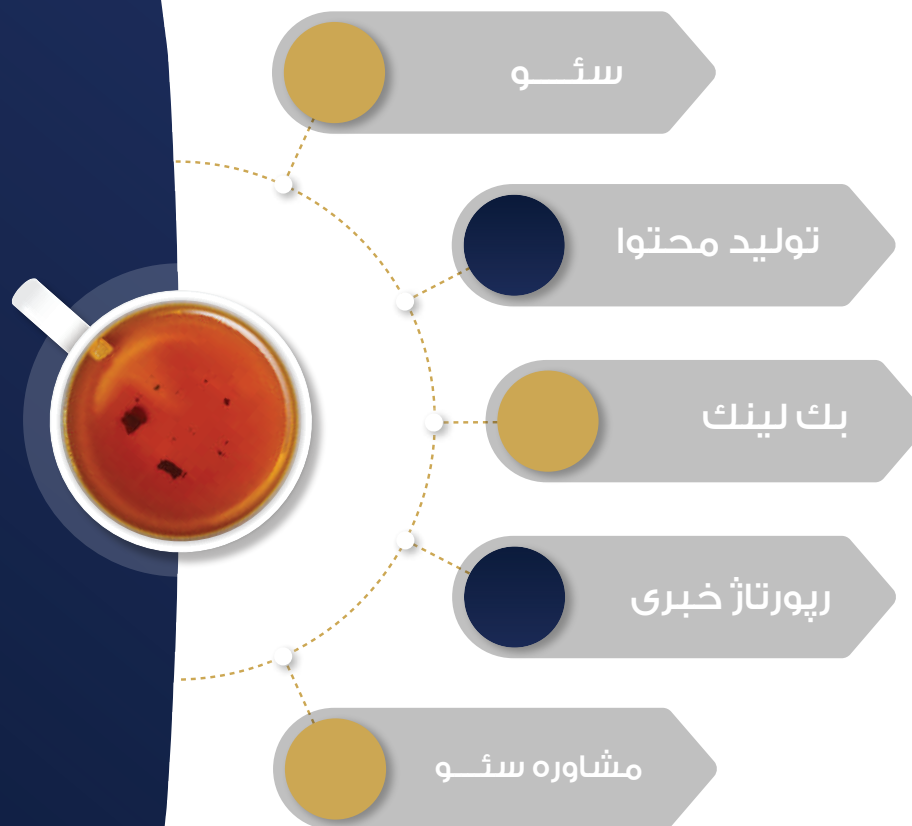 سئـــو
تولید محتوا
بک لینک
رپورتاژ خبری
مشاوره سئـــو